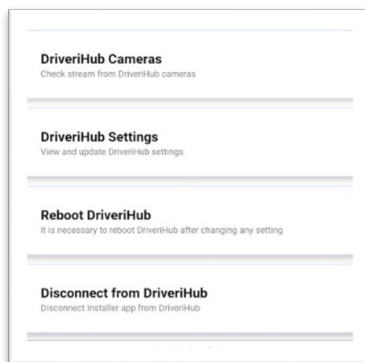 DriveriHub Cameras
Check stream from DriveriHub cameras
DriveriHub Settings
View and update DriveriHub settings
Reboot DriveriHub
It is necessary to reboot DriveriHub after changing any setting
Disconnect from DriveriHub
Disconnect Installer app from DriveriHub